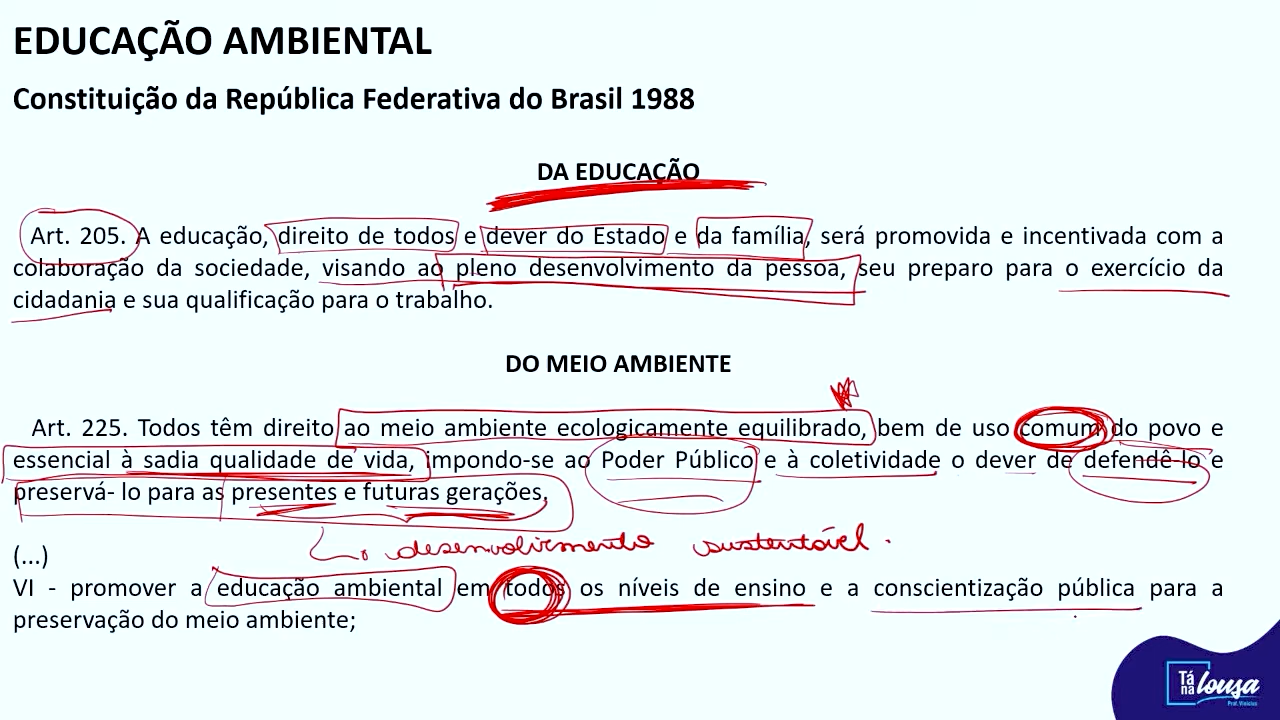 EDUCAÇÃO AMBIENTAL
Constituição da República Federativa do Brasil 1988
DA EDUCAÇÃO
Art. 205. A educação, direito de todos e dever do Estado e da família, será promovida e incentivada com a
colaboração da sociedade, visando ao pleno desenvolvimento da pessoa, seu preparo para o exercício da
cidadania e sua qualificação para o trabalho.
DO MEIO AMBIENTE
Art. 225. Todos têm direito ao meio ambiente ecologicamente equilibrado, bem de uso comum do povo e
essencial à sadia qualidade de vida, impondo-se ao Poder Público e à coletividade o dever de defendê-lo e
preservá- lo para as presentes e futuras gerações.
desenvolvimento sustentável.
(...)
VI - promover a educação ambiental em todos os níveis de ensino e a conscientização pública para a
preservação do meio ambiente;
Tá na lousa
Prof. Vinícius